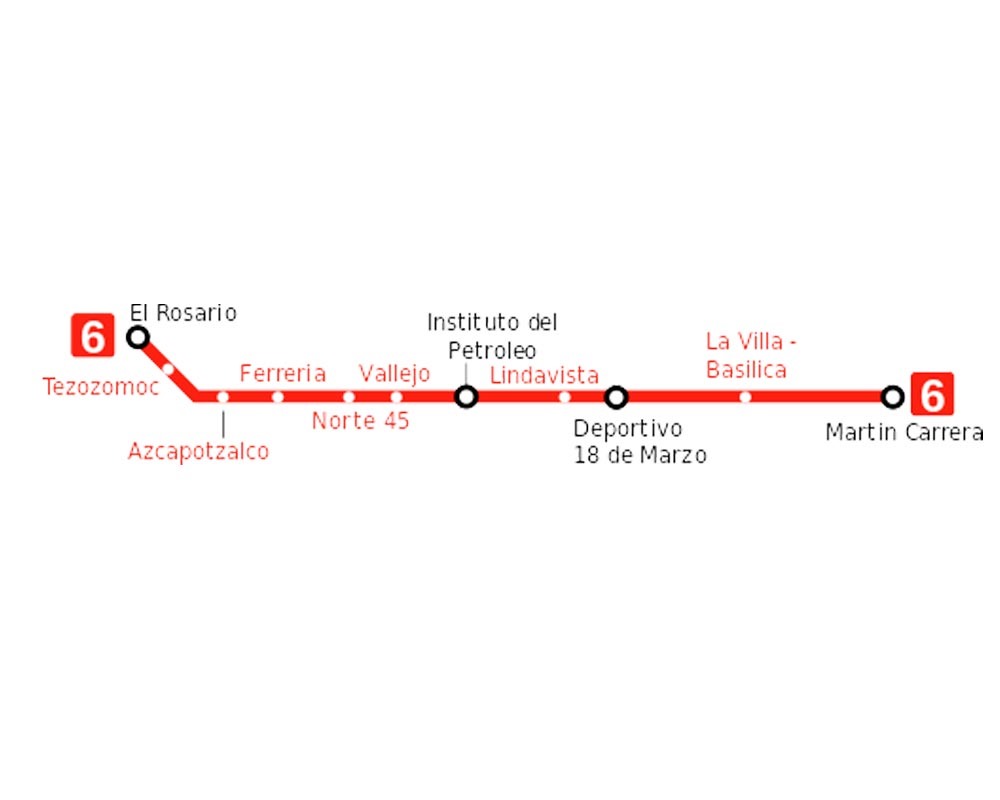 El Rosario
6
Tezozomoc
Azcapotzalco
Ferreria
Norte 45
Vallejo
Instituto del
Petroleo
Lindavista
Deportivo
18 de Marzo
La Villa -
Basilica
Martin Carrera
6